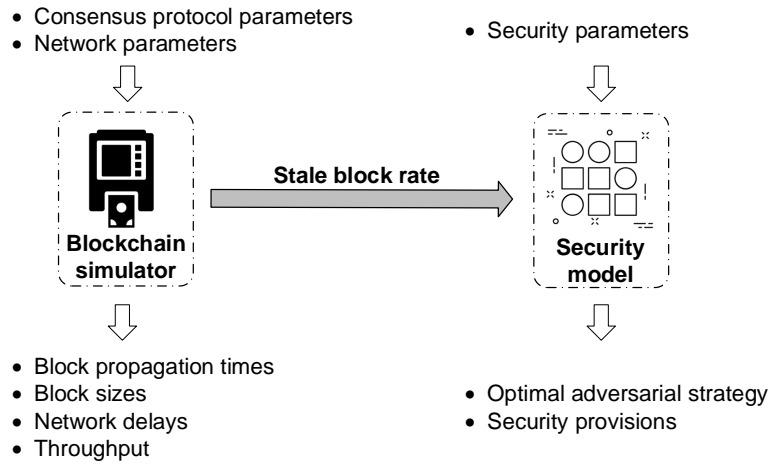 • Consensus protocol parameters
• Network parameters
• Security parameters
Stale block rate
Blockchain
simulator
Security
model
• Block propagation times
• Block sizes
• Network delays
• Throughput
• Optimal adversarial strategy
• Security provisions